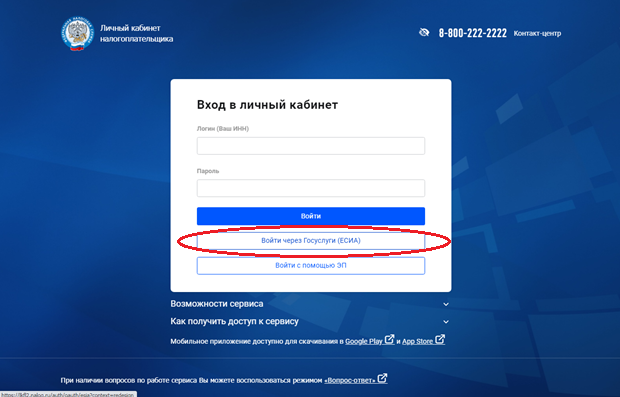 Личный кабинет
налогоплательщика
8-800-222-2222 Контакт-центр
Вход в личный кабинет
Логин (Ваш ИНН)
Пароль
Войти
Войти через Госуслуги (ЕСИА)
Войти с помощью ЭП
Возможности сервиса
Как получить доступ к сервису
Мобильное приложение доступно для скачивания в Google Play и App Store
При наличии вопросов по работе сервиса Вы можете воспользоваться режимом «Вопрос-ответ»
https://lkfl2.nalog.ru/auth/oauth/esia?context=redesign